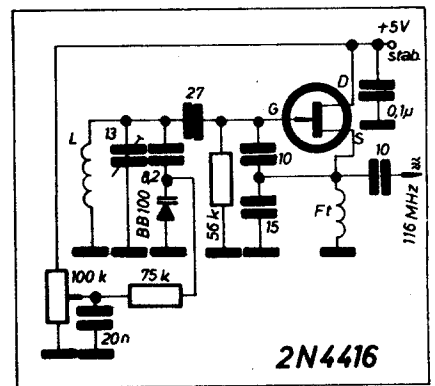 +5V
stab.
27
D
G
S
0,1µ
L
13
8,2
10
10
BB100
56k
15
Ft
116 MHz
100 k
75 k
20n
2N4416